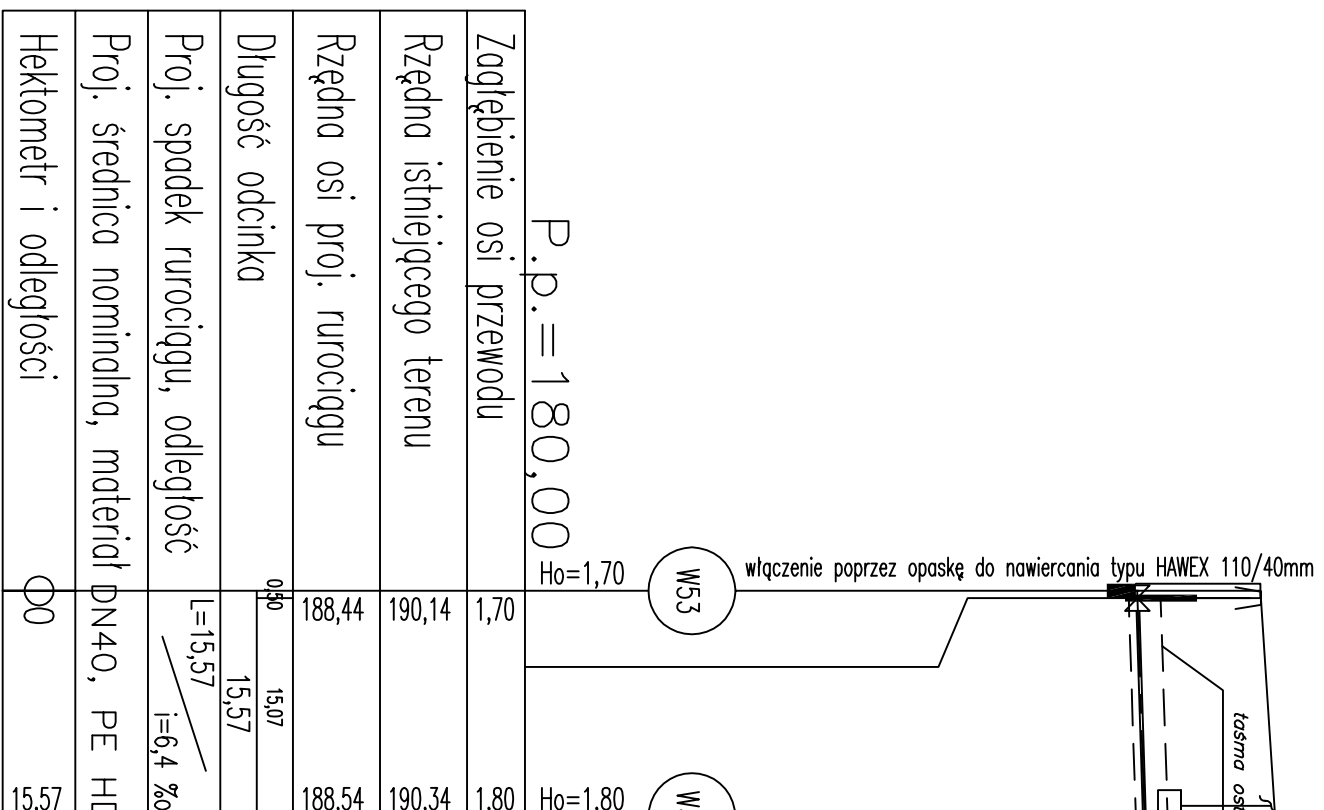 włączenie poprzez opaskę do nawiercania typu HAWEX 110/40mm
taśma
W53
P.p.=180,00
Ho=1,70
Ho=1,80
Zagłębienie osi przewodu
1,70
1,80
Rzędna istniejącego terenu
190,14
190,34
Rzędna osi proj. rurociągu
188,44
188,54
Długość odcinka
0,50
15,07
15,57
Proj. spadek rurociągu, odległość
L=15,57
i=6,4 ‰
Proj. średnica nominalna, materiał
DN40, PE
Hektometr i odległości
00
15,57